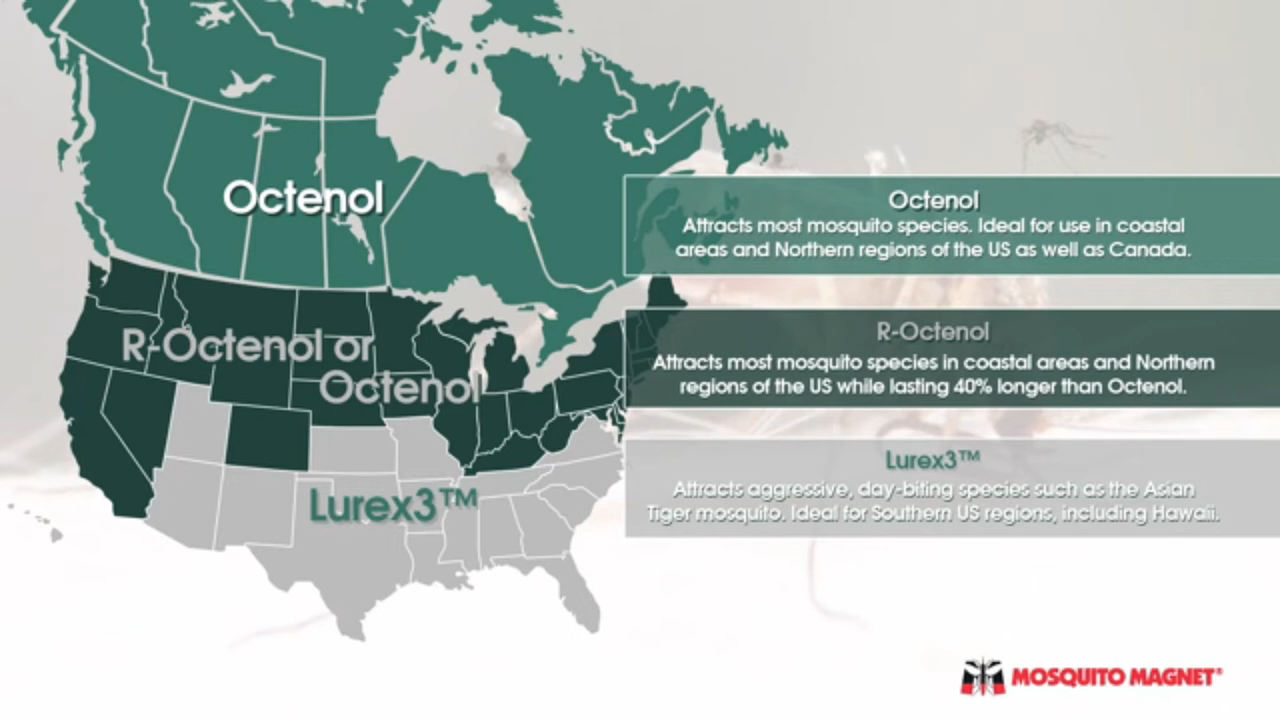 Octenol
R-Octenol or
Octenol
Lurex3™
Octenol
Attracts most mosquito species. Ideal for use in coastal
areas and Northern regions of the US as well as Canada.
R-Octenol
Attracts most mosquito species in coastal areas and Northern
regions of the US while lasting 40% longer than Octenol.
Lurex3™
Attracts aggressive, day-biting species such as the Asian
Tiger mosquito. Ideal for Southern US regions, including Hawaii.
MOSQUITO MAGNET®